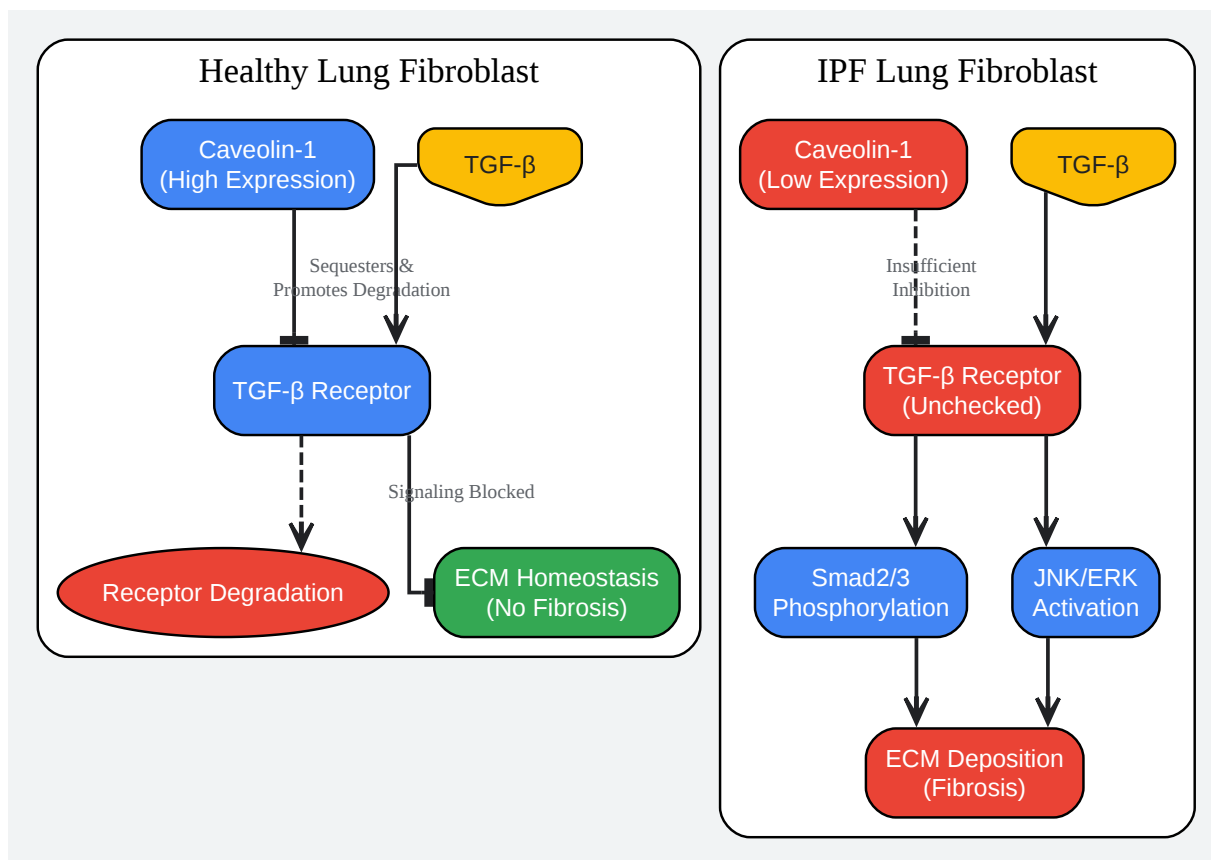 Healthy Lung Fibroblast
Caveolin-1
(High Expression)
TGF-β
Sequesters &
Promotes Degradation
TGF-β Receptor
Signaling Blocked
Receptor Degradation
ECM Homeostasis
(No Fibrosis)
IPF Lung Fibroblast
Caveolin-1
(Low Expression)
TGF-β
Insufficient
Inhibition
TGF-β Receptor
(Unchecked)
Smad2/3
Phosphorylation
JNK/ERK
Activation
ECM Deposition
(Fibrosis)